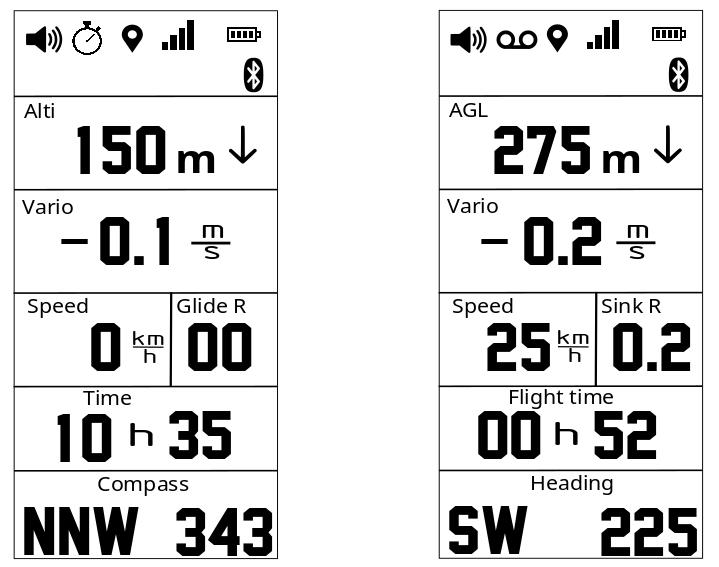 Alti
150 m
Vario
-0.1 m/s
Speed
0 km/h
Glide R
00
Time
10 h 35
Compass
NNW 343
AGL
275 m
Vario
-0.2 m/s
Speed
25 km/h
Sink R
0.2
Flight time
00 h 52
Heading
SW 225